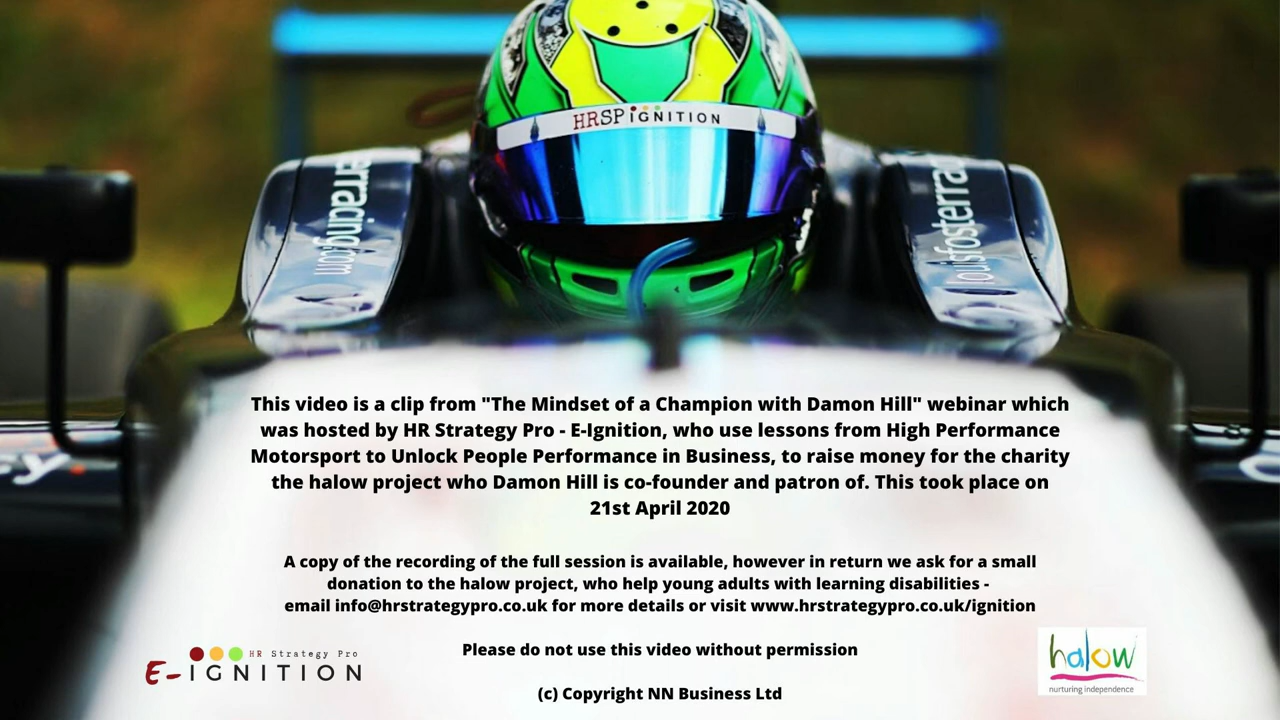 HRSP IGNITION
erracing.com
louisfosterra
sy.
This video is a clip from "The Mindset of a Champion with Damon Hill" webinar which
was hosted by HR Strategy Pro - E-Ignition, who use lessons from High Performance
Motorsport to Unlock People Performance in Business, to raise money for the charity
the halow project who Damon Hill is co-founder and patron of. This took place on
21st April 2020
A copy of the recording of the full session is available, however in return we ask for a small
donation to the halow project, who help young adults with learning disabilities -
email info@hrstrategypro.co.uk for more details or visit www.hrstrategypro.co.uk/ignition
Please do not use this video without permission
(c) Copyright NN Business Ltd
HR Strategy Pro
E-IGNITION
halow
nurturing independence